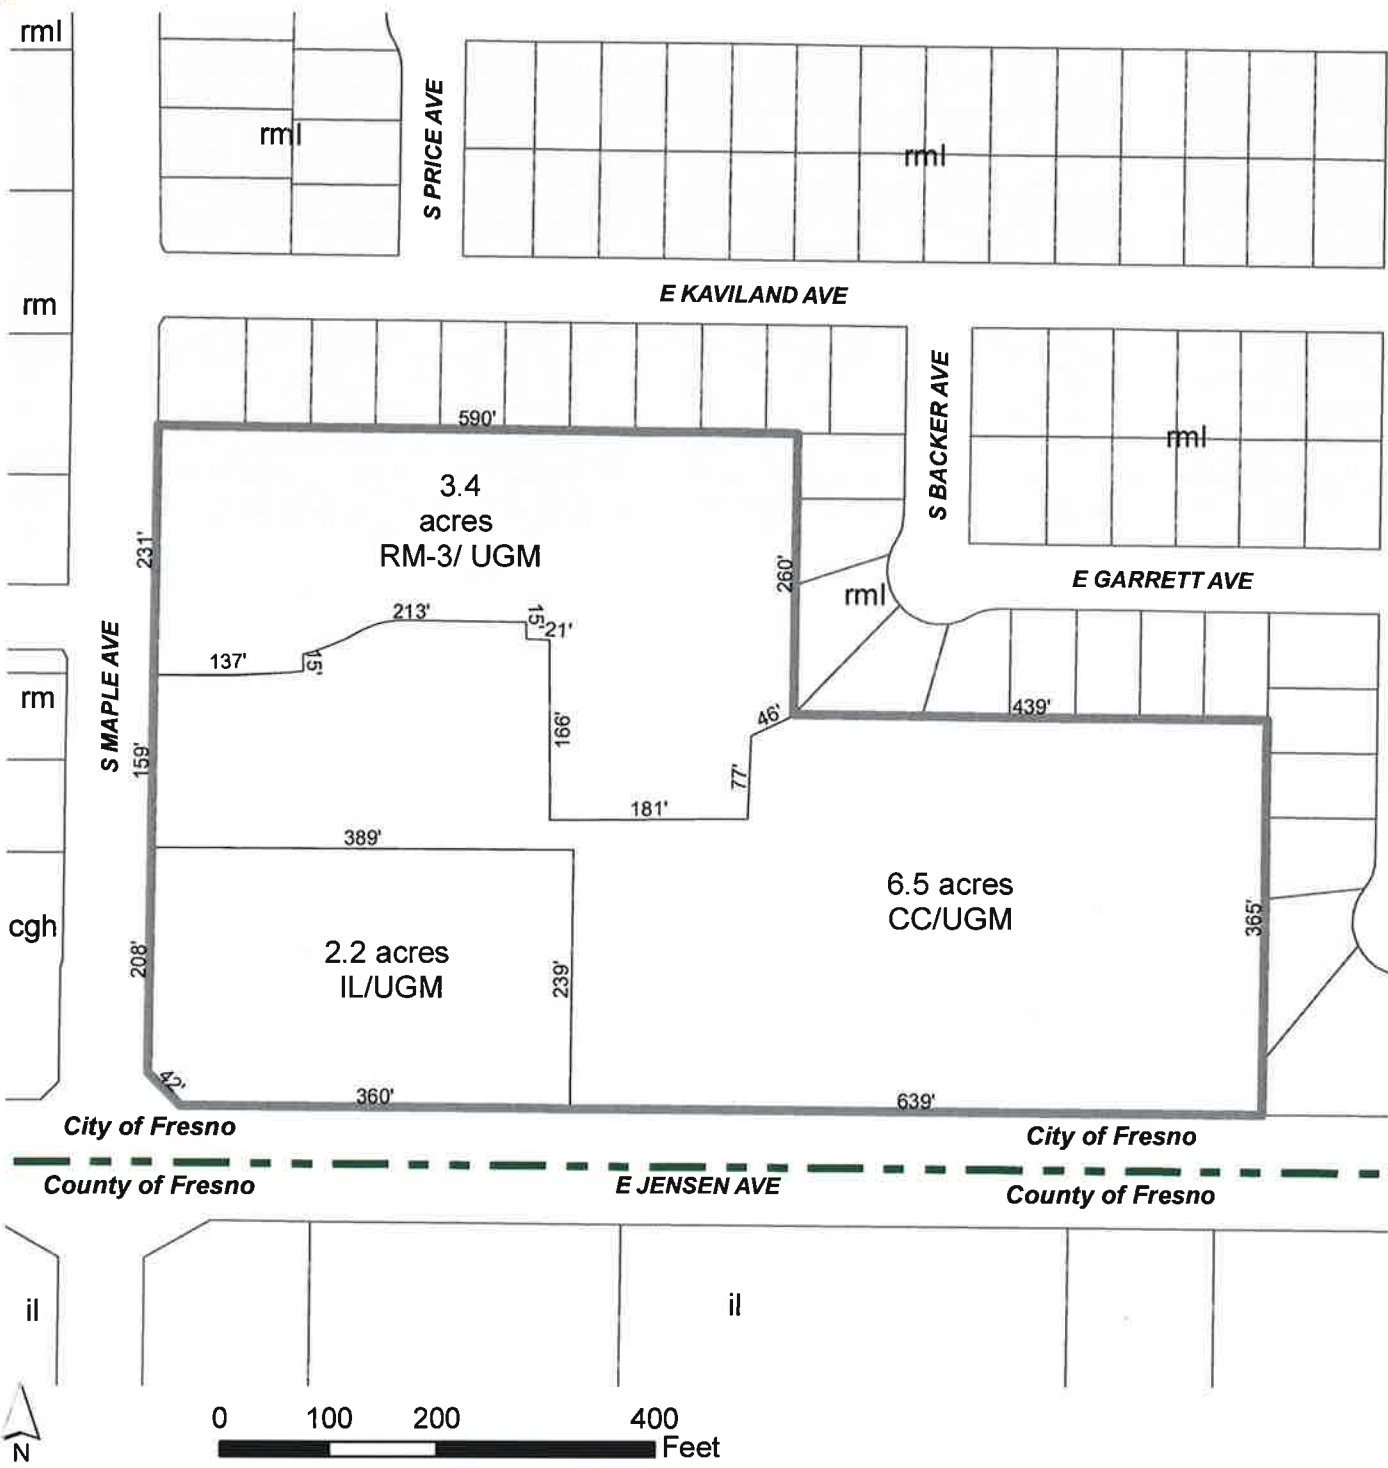 rml
rml
S PRICE AVE
rml
rm
E KAVILAND AVE
S BACKER AVE
rml
590'
3.4
acres
RM-3/ UGM
231'
260'
E GARRETT AVE
rml
213'
15'
21'
137'
15'
S MAPLE AVE
rm
439'
46'
166'
159'
77'
181'
389'
6.5 acres
CC/UGM
cgh
2.2 acres
IL/UGM
208'
239'
365'
42'
360'
639'
City of Fresno
City of Fresno
County of Fresno
E JENSEN AVE
County of Fresno
il
il
N
0 100 200 400
Feet